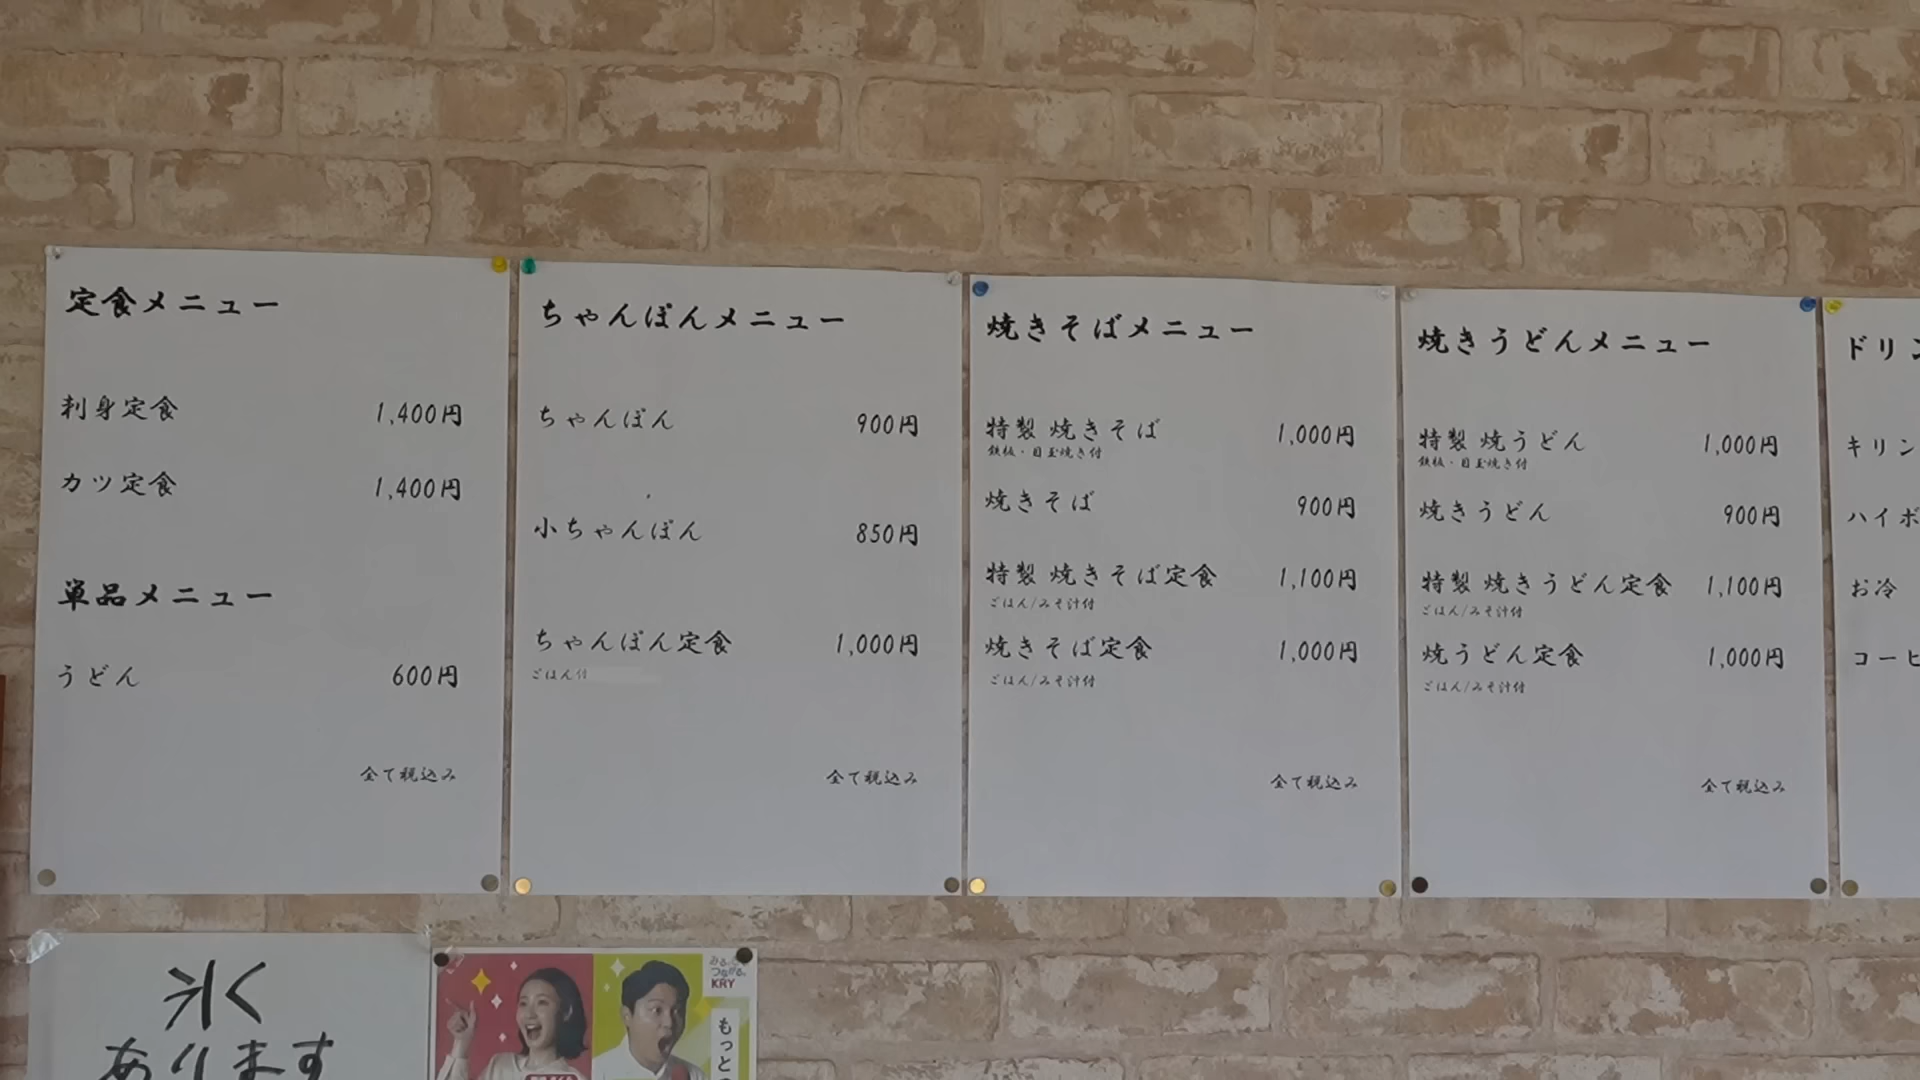 定食メニュー
刺身定食 1,400円
カツ定食 1,400円
単品メニュー
うどん 600円
全て税込み
ちゃんぽんメニュー
ちゃんぽん 900円
小ちゃんぽん 850円
ちゃんぽん定食 1,000円
ごはん付
全て税込み
焼きそばメニュー
特製 焼きそば 1,000円
鉄板・目玉焼き付
焼きそば 900円
特製 焼きそば定食 1,100円
ごはん/みそ汁付
焼きそば定食 1,000円
ごはん/みそ汁付
全て税込み
焼きうどんメニュー
特製 焼うどん 1,000円
鉄板・目玉焼き付
焼きうどん 900円
特製 焼きうどん定食 1,100円
ごはん/みそ汁付
焼うどん定食 1,000円
ごはん/みそ汁付
全て税込み
ドリン
キリン
ハイボ
お冷
コーヒ
氷
あります
つながる。
KRY
もっと